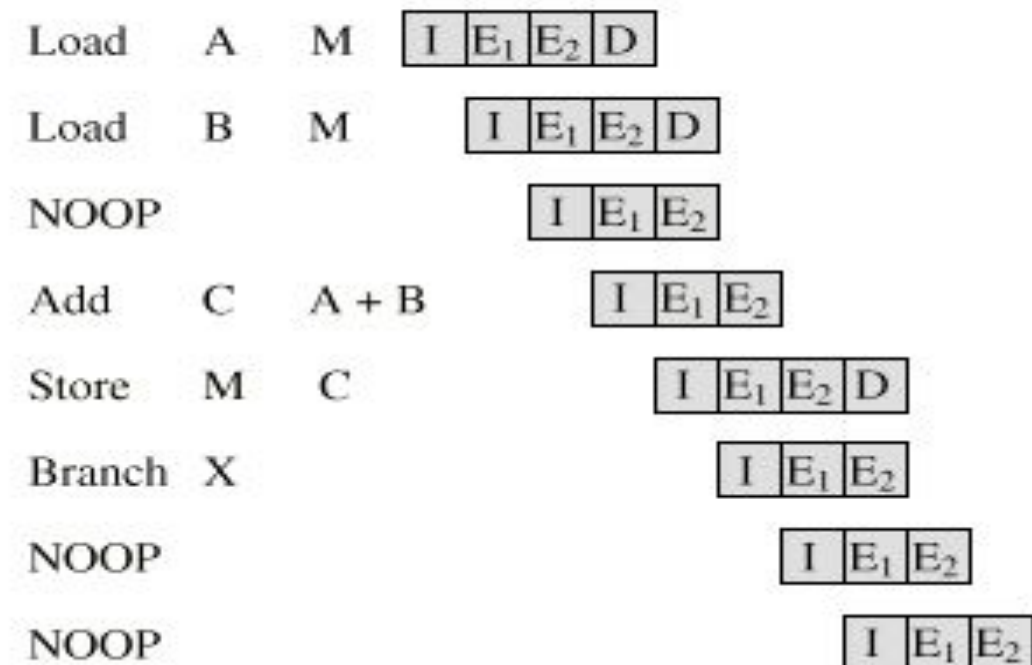 Load A M I E₁ E₂ D
Load B M I E₁ E₂ D
NOOP I E₁ E₂
Add C A + B I E₁ E₂
Store M C I E₁ E₂ D
Branch X I E₁ E₂
NOOP I E₁ E₂
NOOP I E₁ E₂